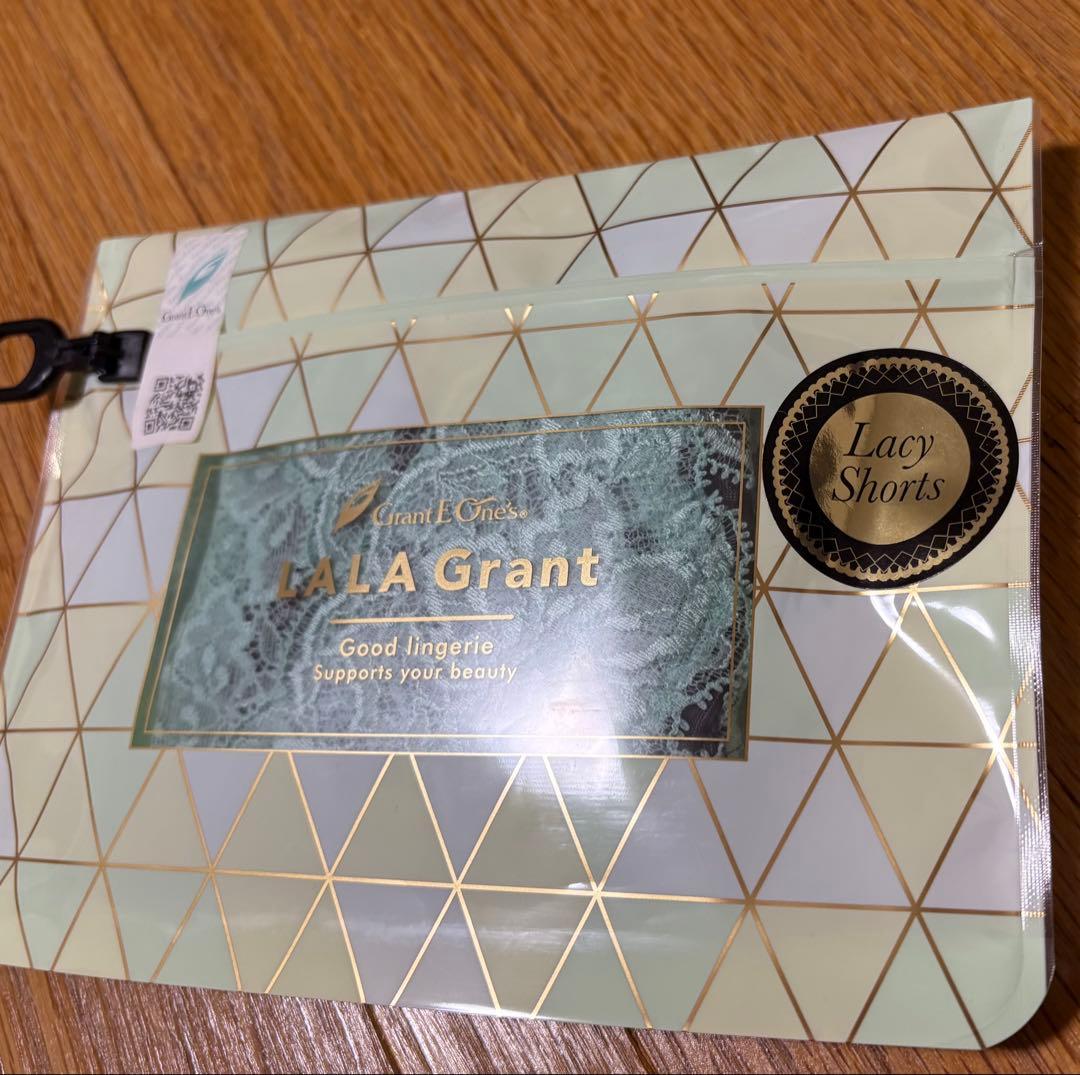 Grant E One's
Grant E One's®
LALA Grant
Good lingerie
Supports your beauty
Lacy
Shorts